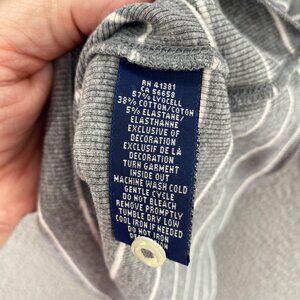 RN 41381
CA 56658
57% LYOCELL
38% COTTON/COTON
5% ELASTANE/
ELASTHANNE
EXCLUSIVE OF
DECORATION
EXCLUSIF DE LA
DECORATION
TURN GARMENT
INSIDE OUT
MACHINE WASH COLD
GENTLE CYCLE
DO NOT BLEACH
REMOVE PROMPTLY
TUMBLE DRY LOW
COOL IRON IF NEEDED
DO NOT IRON
DECORATION